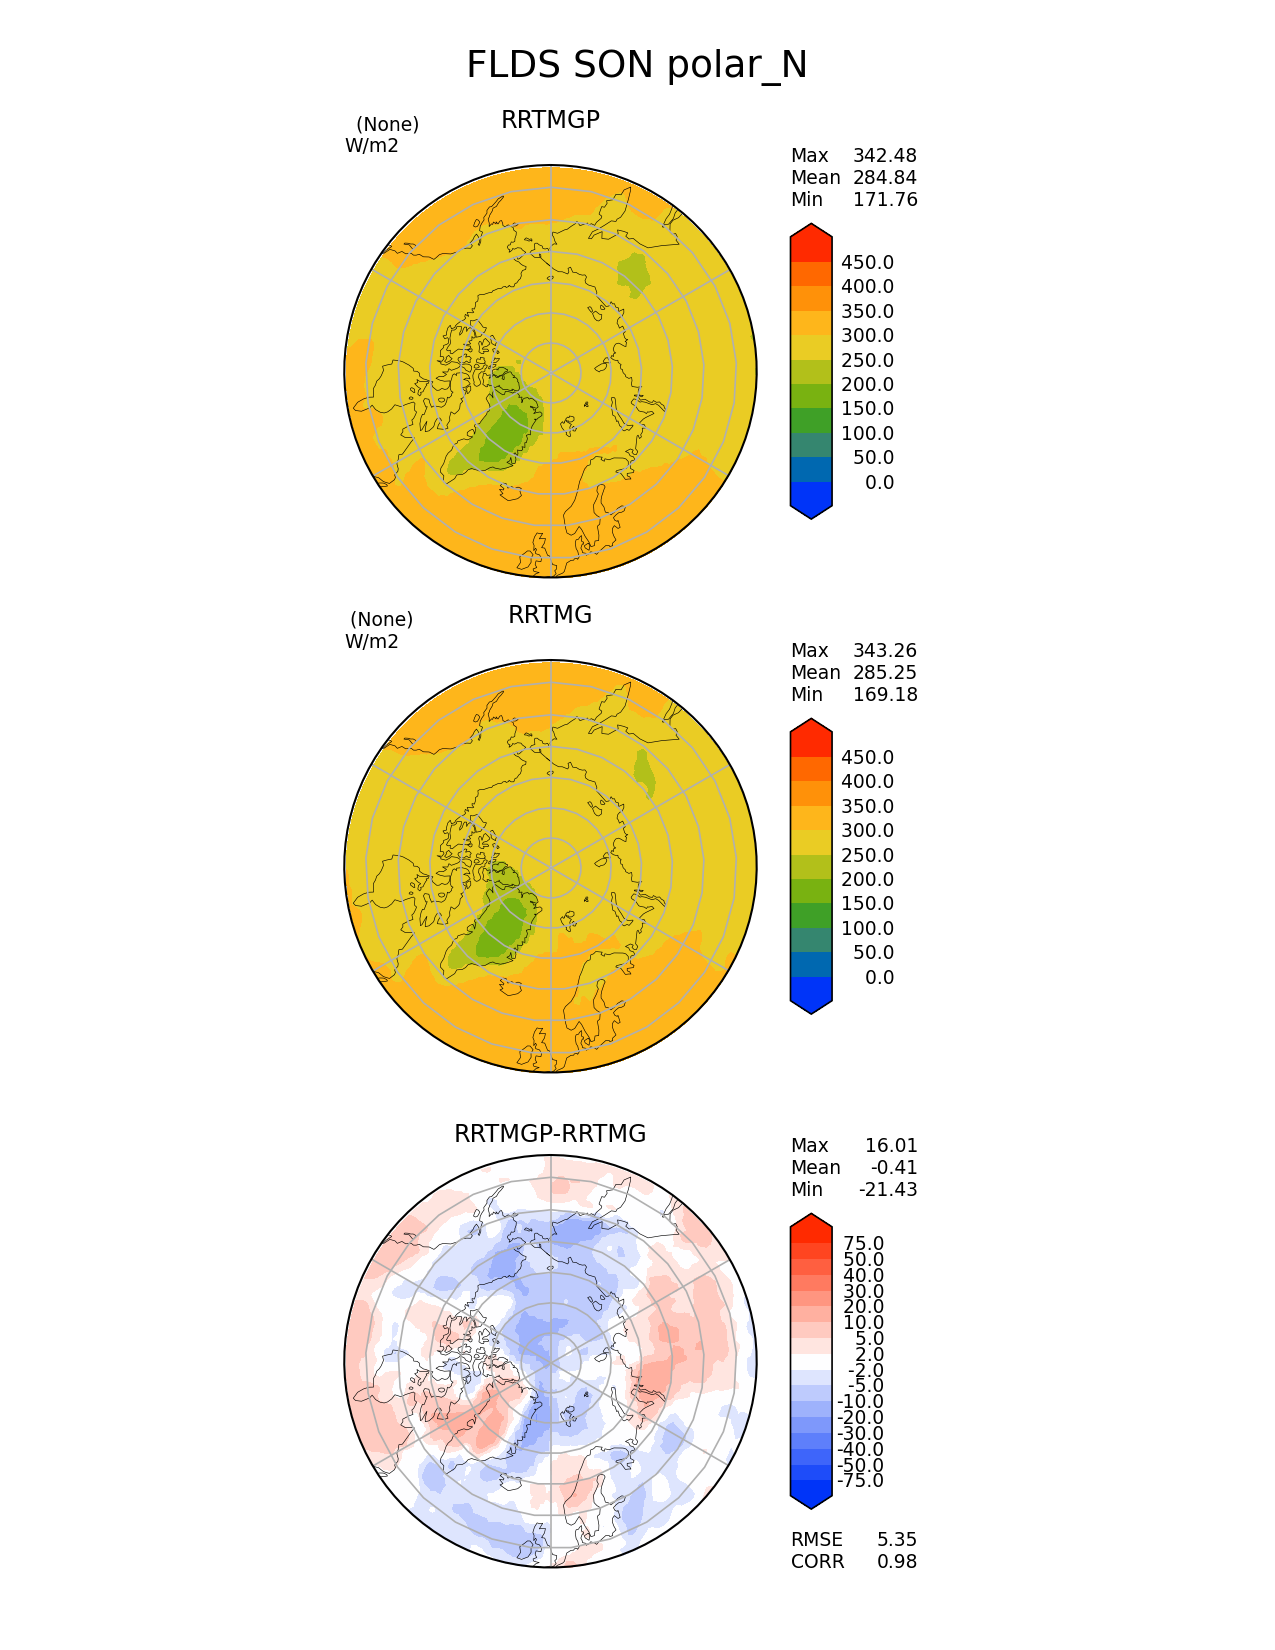 FLDS SON polar_N
(None)
RRTMGP
W/m2
Max 342.48
Mean 284.84
Min 171.76
450.0
400.0
350.0
300.0
250.0
200.0
150.0
100.0
50.0
0.0
(None)
RRTMG
W/m2
Max 343.26
Mean 285.25
Min 169.18
450.0
400.0
350.0
300.0
250.0
200.0
150.0
100.0
50.0
0.0
RRTMGP-RRTMG
Max 16.01
Mean -0.41
Min -21.43
75.0
50.0
40.0
30.0
20.0
10.0
5.0
2.0
-2.0
-5.0
-10.0
-20.0
-30.0
-40.0
-50.0
-75.0
RMSE 5.35
CORR 0.98